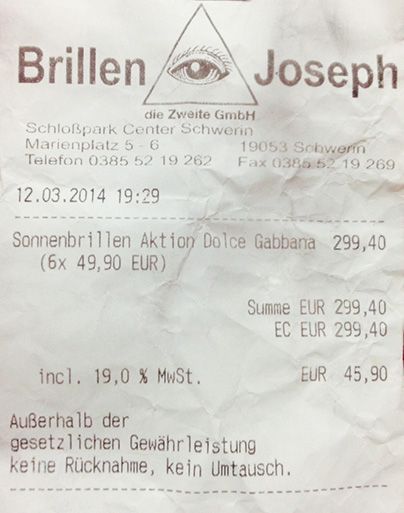 Brillen Joseph
die Zweite GmbH
Schloßpark Center Schwerin
Marienplatz 5 - 6 19053 Schwerin
Telefon 0385 52 19 262 Fax 0385 52 19 269
12.03.2014 19:29
Sonnenbrillen Aktion Dolce Gabbana 299,40
(6x 49,90 EUR)
Summe EUR 299,40
EC EUR 299,40
incl. 19,0 % MwSt. EUR 45,90
Außerhalb der
gesetzlichen Gewährleistung
keine Rücknahme, kein Umtausch.